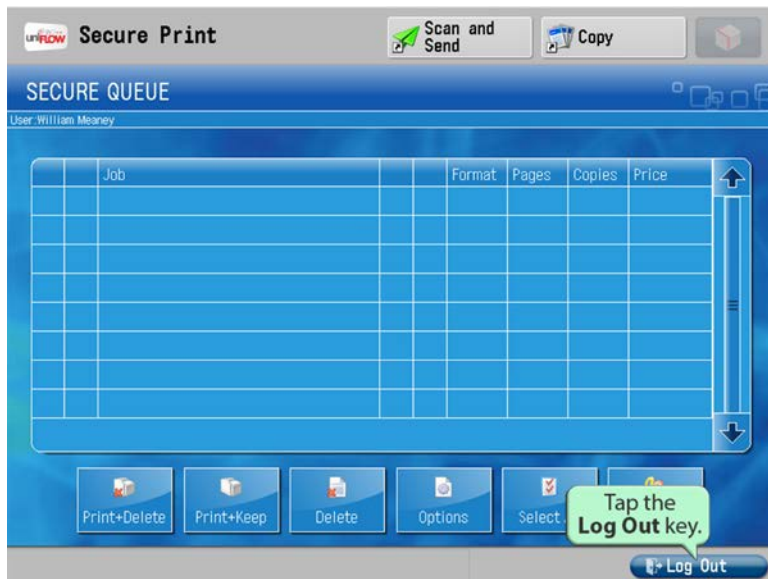 uniFLOW Secure Print
Scan and
Send
Copy
SECURE QUEUE
User:William Meaney
Job Format Pages Copies Price
Print+Delete Print+Keep Delete Options Select
Tap the
Log Out key.
Log Out